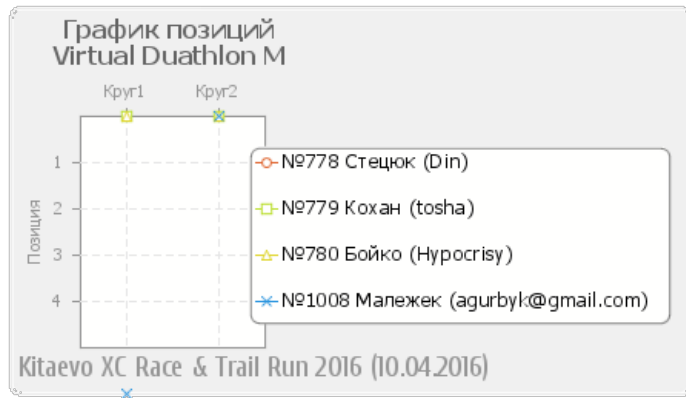 График позиций
Virtual Duathlon M
Круг1 Круг2
Позиция
1
2
3
4
№778 Стецюк (Din)
№779 Кохан (tosha)
№780 Бойко (Hypocrisy)
№1008 Малежек (agurbyk@gmail.com)
Kitaevo XC Race & Trail Run 2016 (10.04.2016)